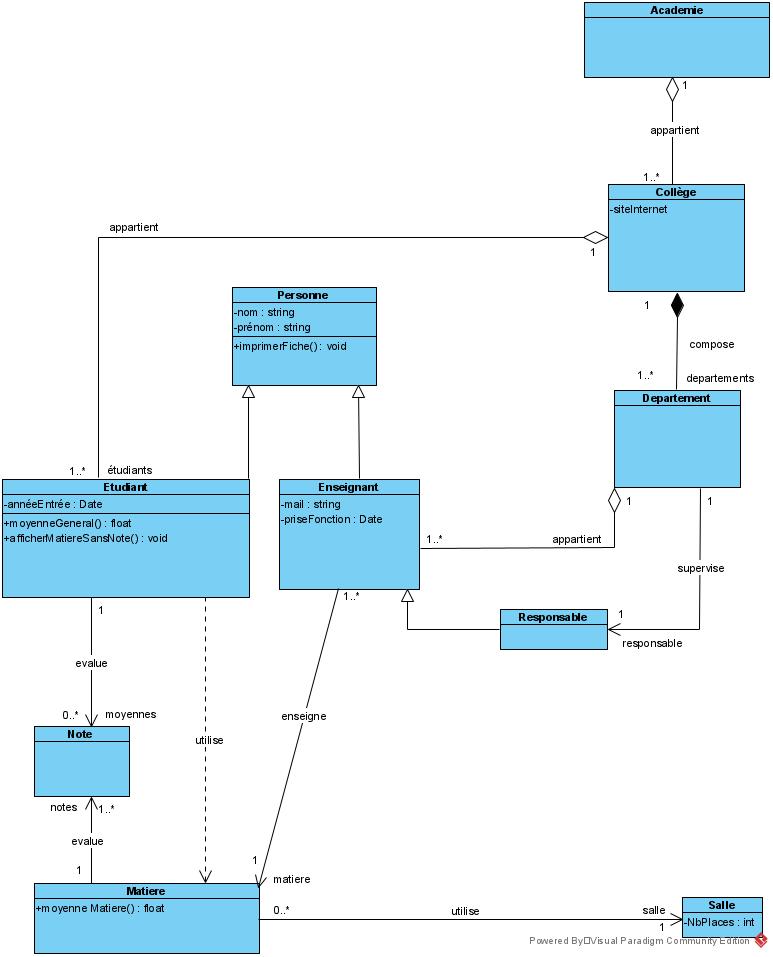 Academie
1
appartient
1..*
Collège
-siteInternet
appartient
1
1
compose
1..*
departements
Personne
-nom : string
-prénom : string
+imprimerFiche() : void
Departement
1
1
1..*
étudiants
Etudiant
-annéeEntrée : Date
+moyenneGeneral() : float
+afficherMatiereSansNote() : void
Enseignant
-mail : string
-priseFonction : Date
1..*
appartient
supervise
1
1..*
Responsable
1
responsable
evalue
0..*
moyennes
Note
enseigne
utilise
notes
1..*
evalue
1
1
matiere
Matiere
+moyenne Matiere() : float
0..*
utilise
salle
1
Salle
-NbPlaces : int
Powered By Visual Paradigm Community Edition